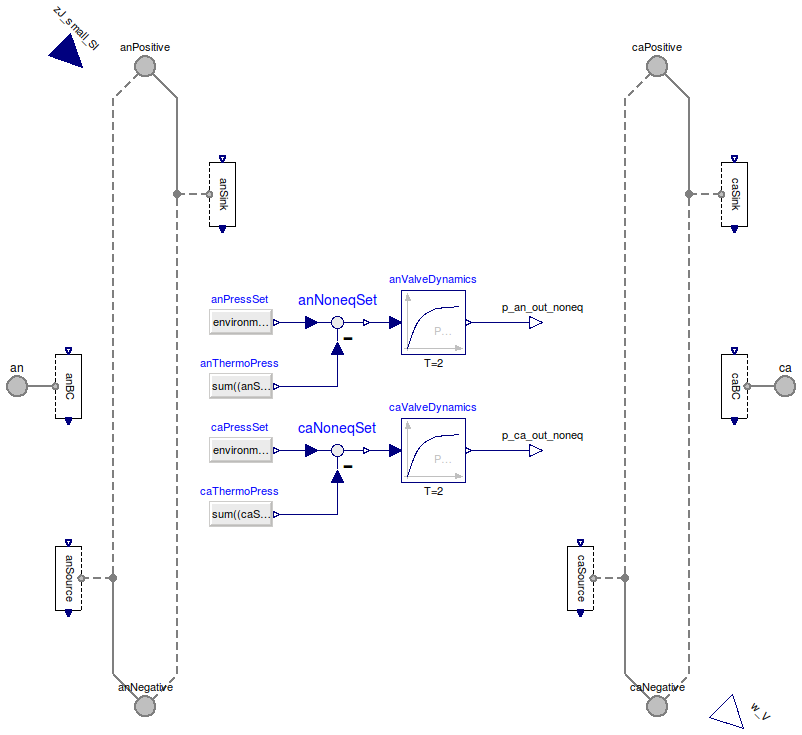 zJ_small_SI
anPositive
caPositive
anSink
caSink
anValveDynamics
anPressSet
anNoneqSet
p_an_out_noneq
environm...
P...
−
anThermoPress
T=2
an
anBC
sum((anS...
caBC
ca
caValveDynamics
caPressSet
caNoneqSet
p_ca_out_noneq
environm...
P...
−
caThermoPress
T=2
sum((caS...
anSource
caSource
anNegative
caNegative
w_V